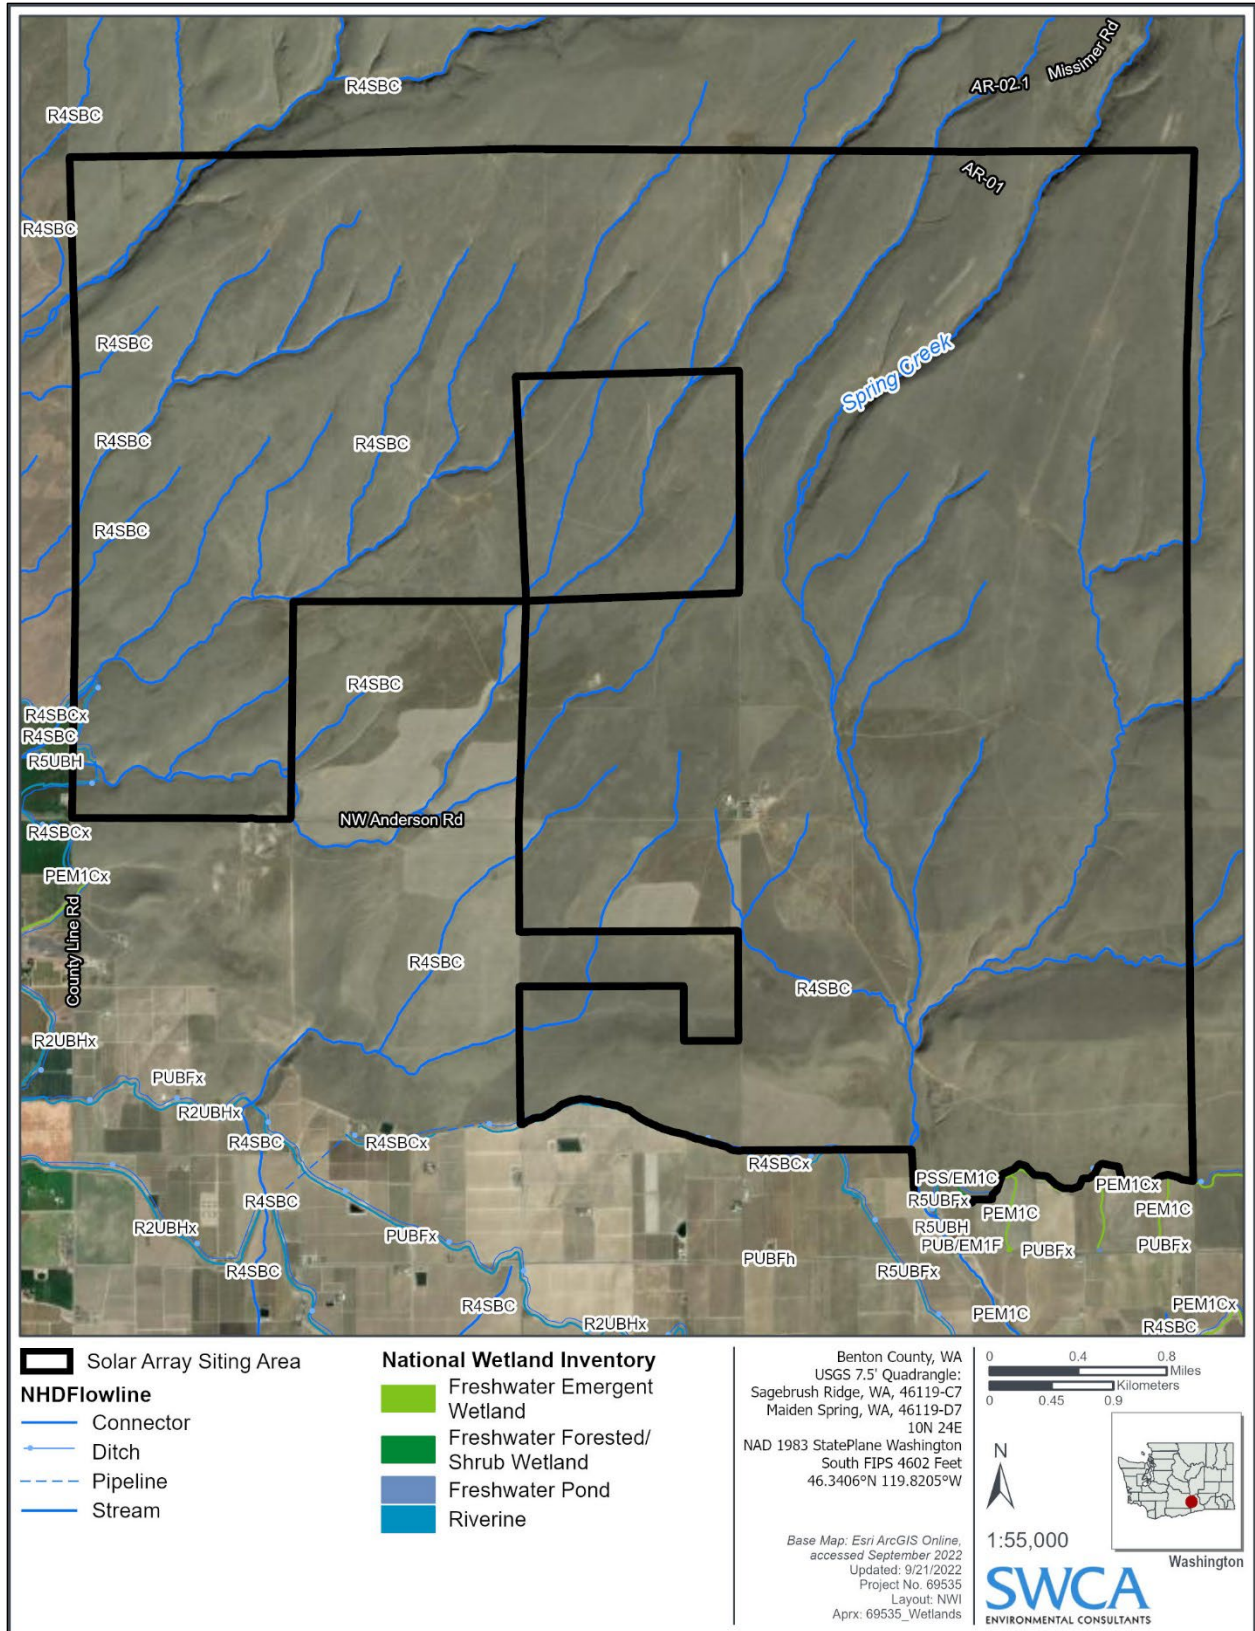 R4SBC
AR-02.1
Missimer Rd
R4SBC
AR-01
R4SBC
R4SBC
Spring Creek
R4SBC
R4SBC
R4SBC
R4SBC
R4SBCx
R4SBC
R5UBH
NW Anderson Rd
R4SBCx
PEM1Cx
County Line Rd
R4SBC
R4SBC
R2UBHx
PUBFx
R2UBHx
R4SBC
R4SBCx
R4SBCx
PSS/EM1C
PEM1Cx
R4SBC
R5UBFx
PEM1C
PEM1C
R2UBHx
R5UBH
PUBFx
PUB/EM1F
PUBFx
PUBFx
PUBFh
R4SBC
R5UBFx
R4SBC
PEM1C
PEM1Cx
R2UBHx
R4SBC
Solar Array Siting Area
NHDFlowline
Connector
Ditch
Pipeline
Stream
National Wetland Inventory
Freshwater Emergent
Wetland
Freshwater Forested/
Shrub Wetland
Freshwater Pond
Riverine
Benton County, WA
USGS 7.5' Quadrangle:
Sagebrush Ridge, WA, 46119-C7
Maiden Spring, WA, 46119-D7
10N 24E
NAD 1983 StatePlane Washington
South FIPS 4602 Feet
46.3406°N 119.8205°W
Base Map: Esri ArcGIS Online,
accessed September 2022
Updated: 9/21/2022
Project No. 69535
Layout: NWI
Aprx: 69535_Wetlands
0 0.4 0.8
Miles
Kilometers
0 0.45 0.9
N
1:55,000
Washington
SWCA
ENVIRONMENTAL CONSULTANTS